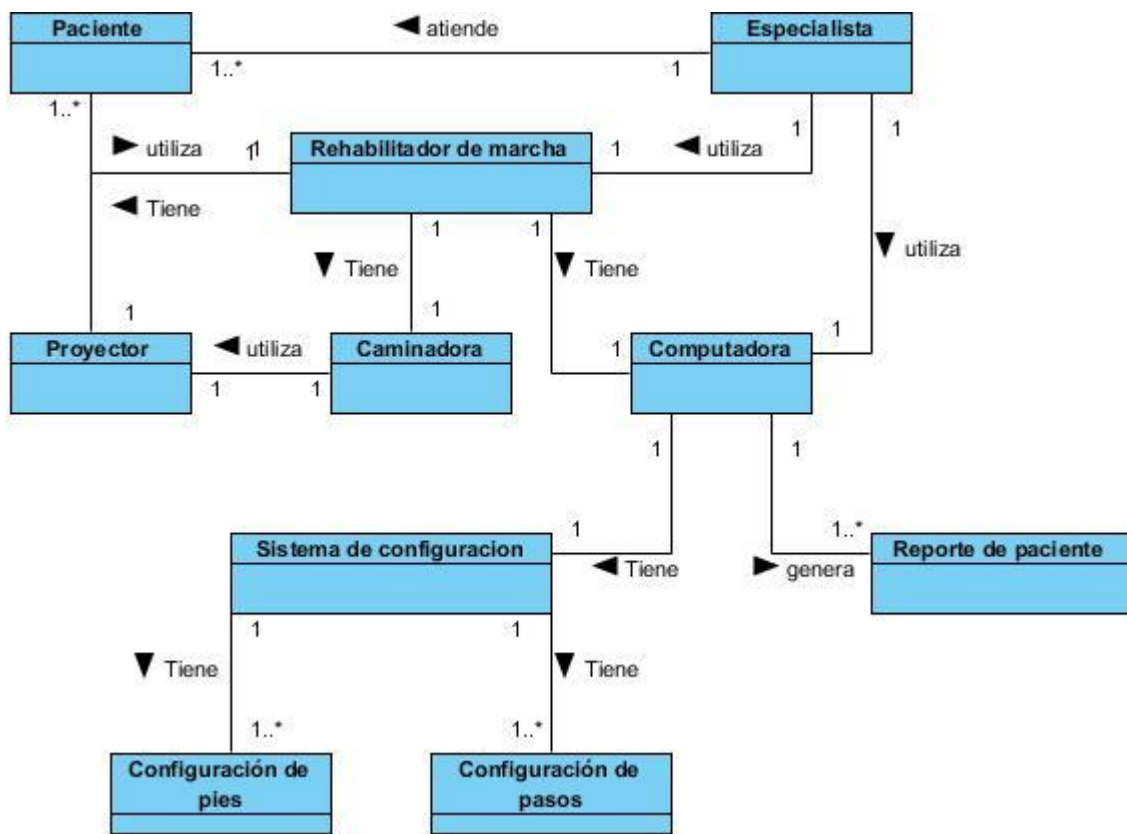 Paciente
atiende
Especialista
1..*
1
1..*
1
1
utiliza
11
Rehabilitador de marcha
1
utiliza
Tiene
1
1
utiliza
Tiene
Tiene
1
1
1
Proyector
utiliza
Caminadora
1
Computadora
1
1
1
1
1
1..*
Sistema de configuracion
Reporte de paciente
Tiene
genera
1
1
Tiene
Tiene
1..*
1..*
Configuración de
pies
Configuración de
pasos